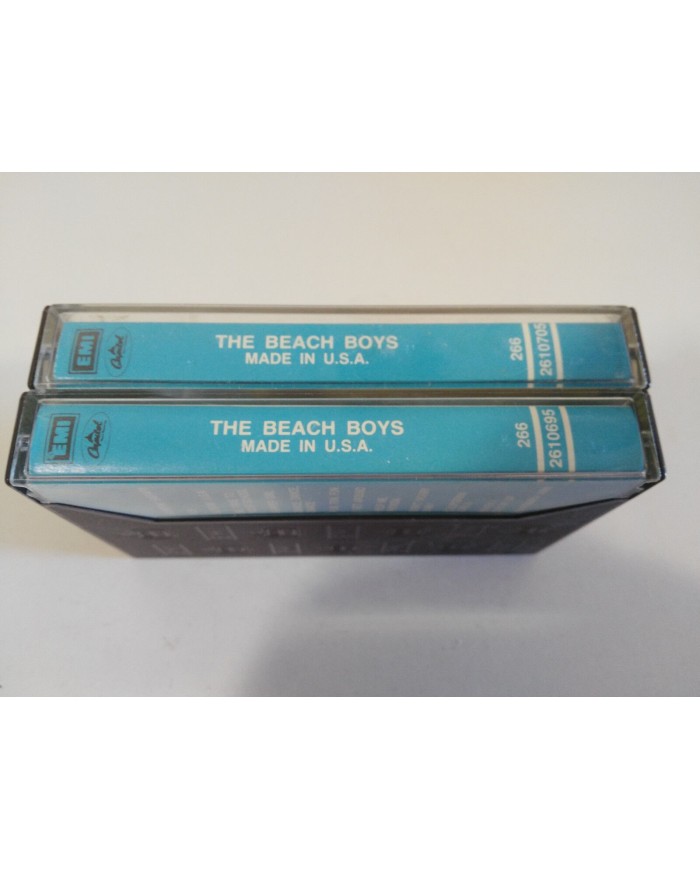 EMI
Capitol
THE BEACH BOYS
MADE IN U.S.A.
266
2610705
EMI
Capitol
THE BEACH BOYS
MADE IN U.S.A.
266
2610695